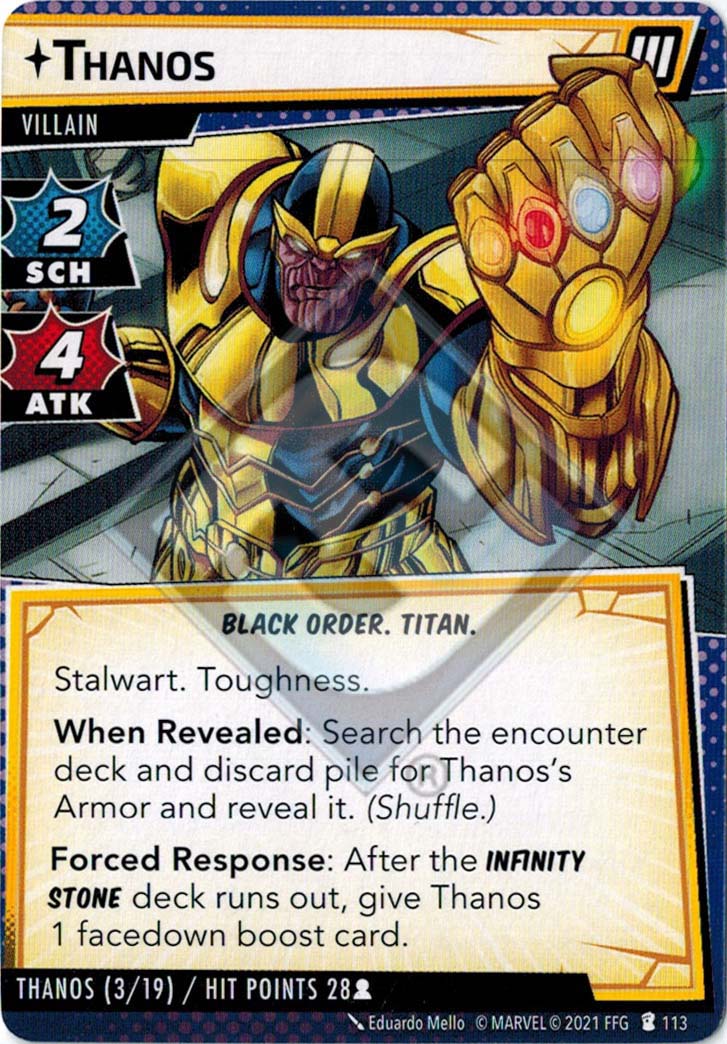 THANOS
III
VILLAIN
2
SCH
4
ATK
BLACK ORDER. TITAN.
Stalwart. Toughness.
When Revealed: Search the encounter
deck and discard pile for Thanos's
Armor and reveal it. (Shuffle.)
Forced Response: After the INFINITY
STONE deck runs out, give Thanos
1 facedown boost card.
THANOS (3/19) / HIT POINTS 28
Eduardo Mello © MARVEL © 2021 FFG 113
®